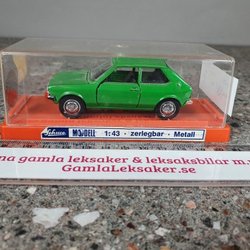 Schuco MODELL 1:43 · zerlegbar · Metall
na gamla leksaker & leksaksbilar m.
GamlaLeksaker.se